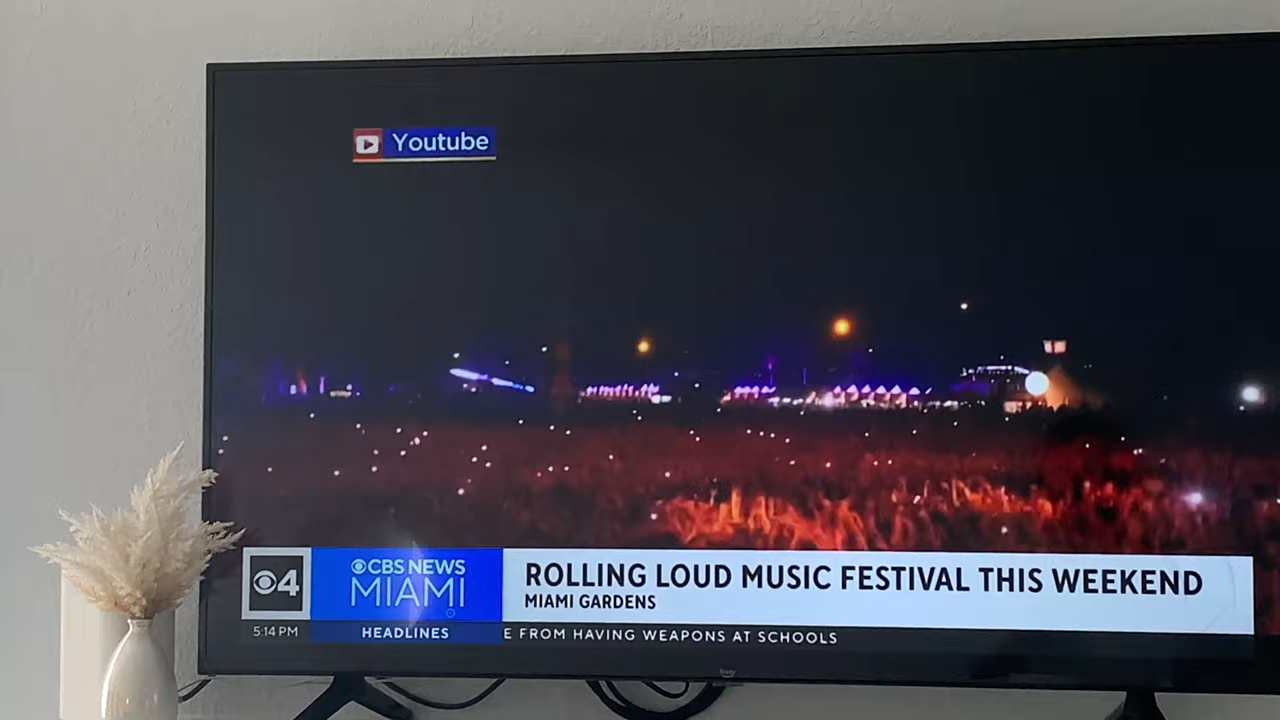 Youtube
4
CBS NEWS
MIAMI
ROLLING LOUD MUSIC FESTIVAL THIS WEEKEND
MIAMI GARDENS
5:14 PM
HEADLINES
E FROM HAVING WEAPONS AT SCHOOLS